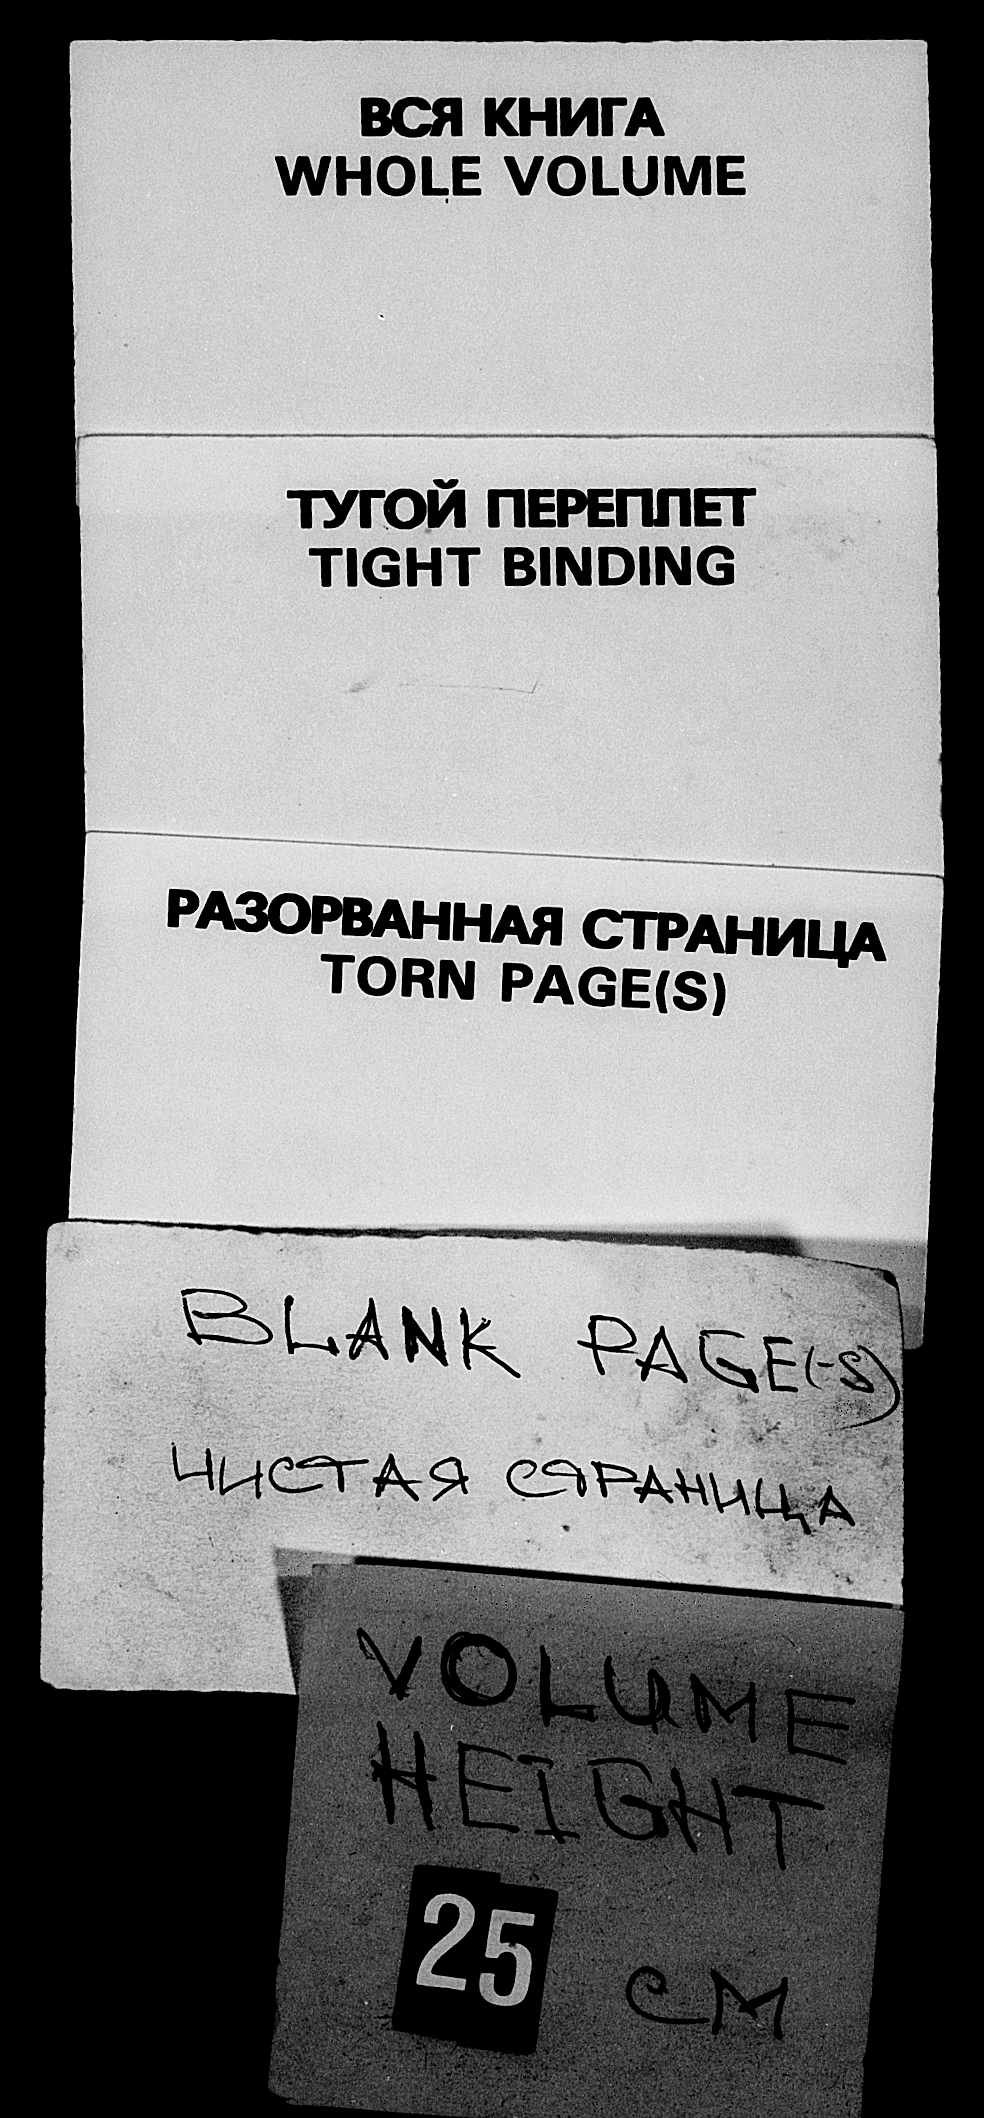 ВСЯ КНИГА
WHOLE VOLUME
ТУГОЙ ПЕРЕПЛЕТ
TIGHT BINDING
РАЗОРВАННАЯ СТРАНИЦА
TORN PAGE(S)
BLANK PAGE(-S)
ЧИСТАЯ СТРАНИЦА
VOLUME
HEIGHT
25 CM